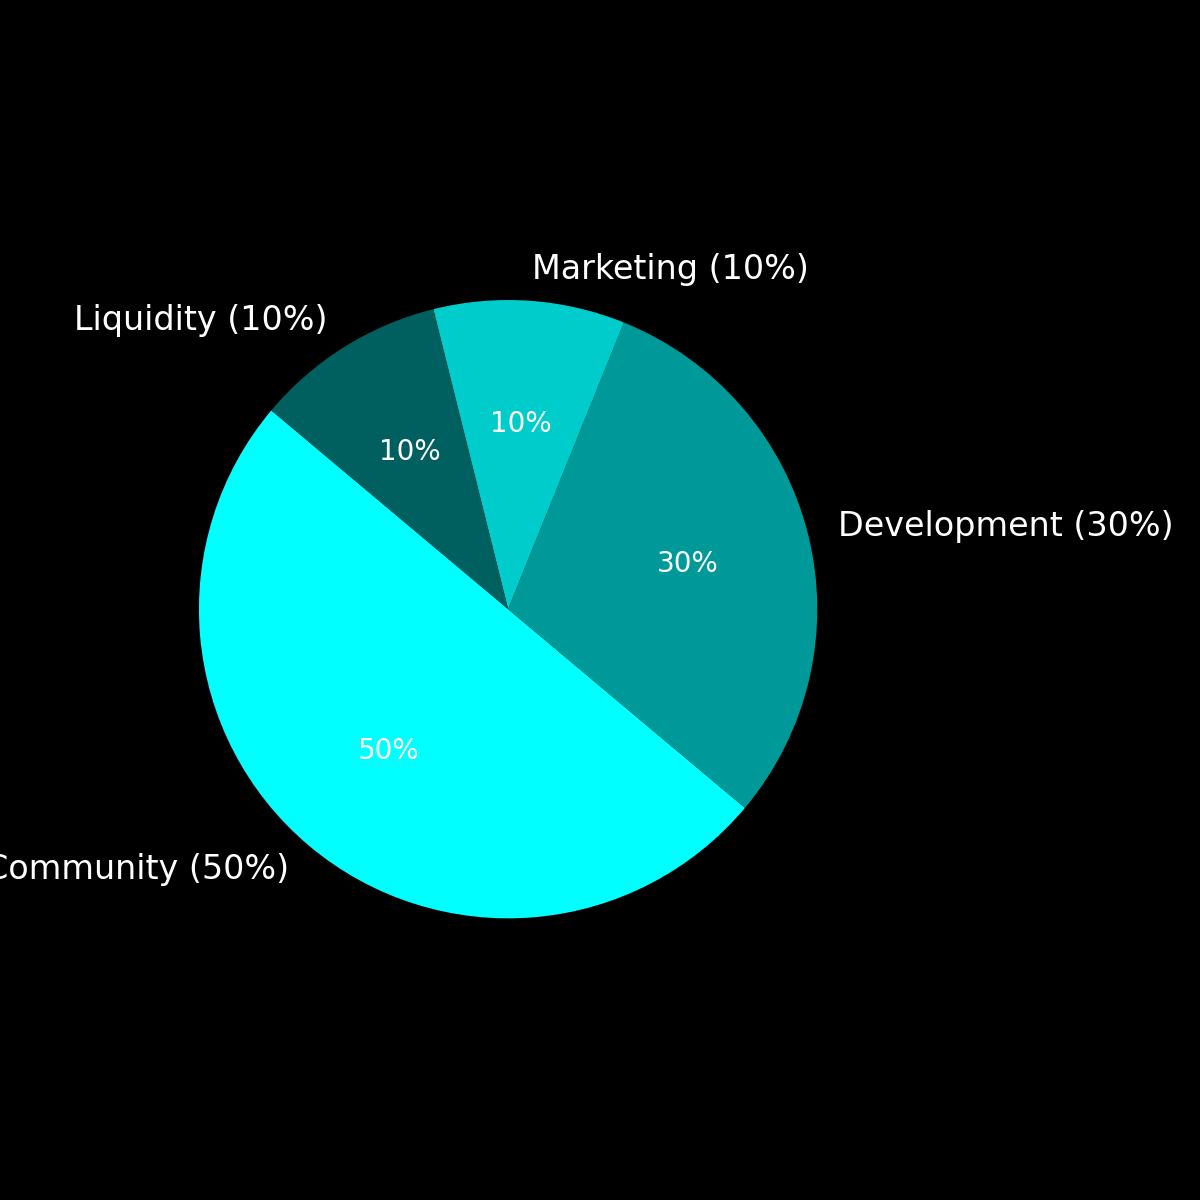 Marketing (10%)
Liquidity (10%)
10%
10%
Development (30%)
30%
50%
Community (50%)